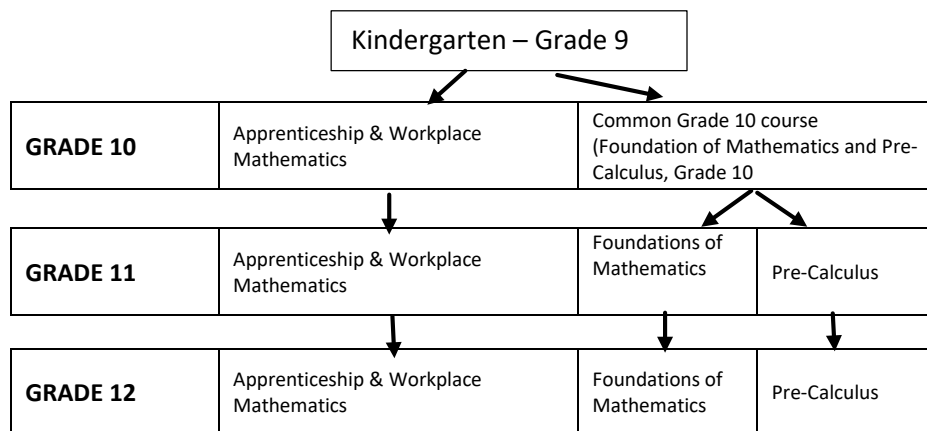 Kindergarten – Grade 9
GRADE 10
Apprenticeship & Workplace
Mathematics
Common Grade 10 course
(Foundation of Mathematics and Pre-
Calculus, Grade 10
GRADE 11
Apprenticeship & Workplace
Mathematics
Foundations of
Mathematics
Pre-Calculus
GRADE 12
Apprenticeship & Workplace
Mathematics
Foundations of
Mathematics
Pre-Calculus